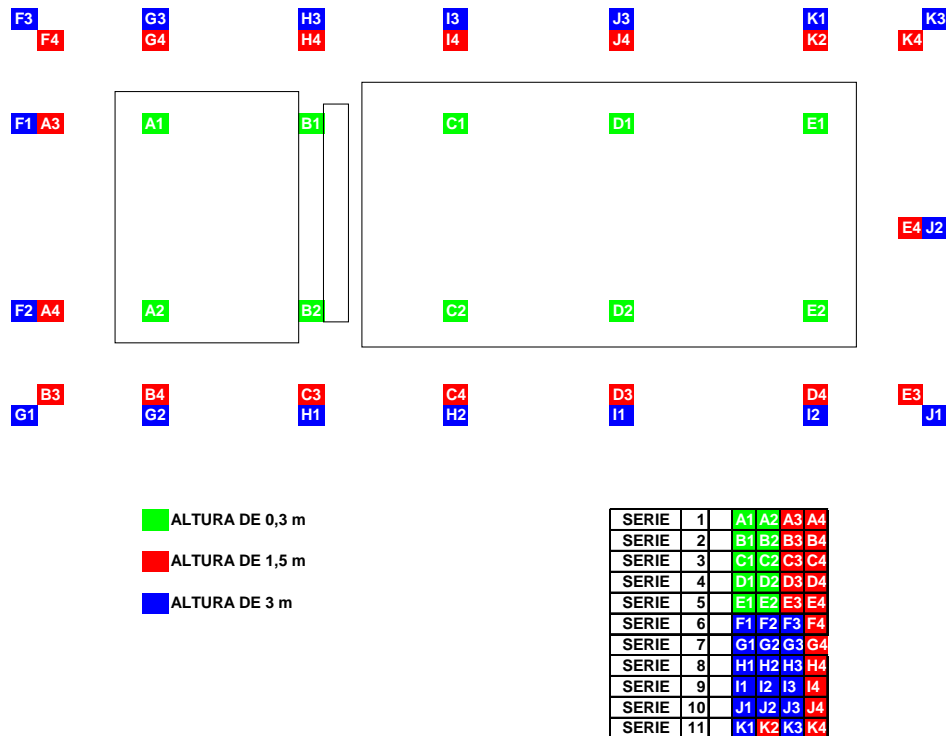 F3 G3 H3 I3 J3 K1 K3
F4 G4 H4 I4 J4 K2 K4
F1 A3 A1 B1 C1 D1 E1
E4 J2
F2 A4 A2 B2 C2 D2 E2
B3 B4 C3 C4 D3 D4 E3
G1 G2 H1 H2 I1 I2 J1
ALTURA DE 0,3 m
ALTURA DE 1,5 m
ALTURA DE 3 m
SERIE 1 A1 A2 A3 A4
SERIE 2 B1 B2 B3 B4
SERIE 3 C1 C2 C3 C4
SERIE 4 D1 D2 D3 D4
SERIE 5 E1 E2 E3 E4
SERIE 6 F1 F2 F3 F4
SERIE 7 G1 G2 G3 G4
SERIE 8 H1 H2 H3 H4
SERIE 9 I1 I2 I3 I4
SERIE 10 J1 J2 J3 J4
SERIE 11 K1 K2 K3 K4